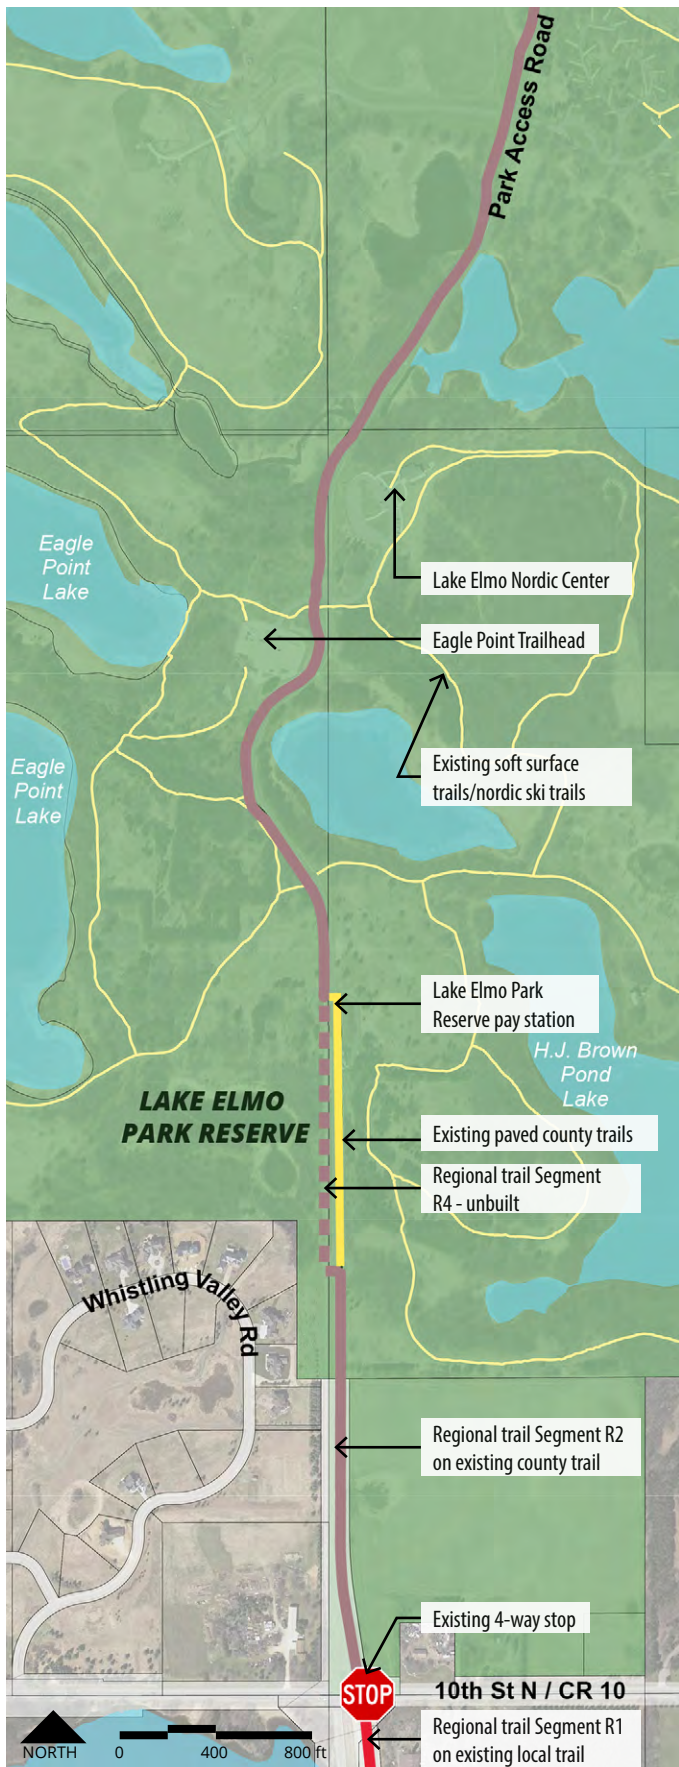 Park Access Road
Eagle
Point
Lake
Lake Elmo Nordic Center
Eagle Point Trailhead
Eagle
Point
Lake
Existing soft surface
trails/nordic ski trails
Lake Elmo Park
Reserve pay station
H.J. Brown
Pond
Lake
LAKE ELMO
PARK RESERVE
Existing paved county trails
Regional trail Segment
R4 - unbuilt
Whistling Valley Rd
Regional trail Segment R2
on existing county trail
Existing 4-way stop
STOP
10th St N / CR 10
Regional trail Segment R1
on existing local trail
NORTH
0 400 800 ft